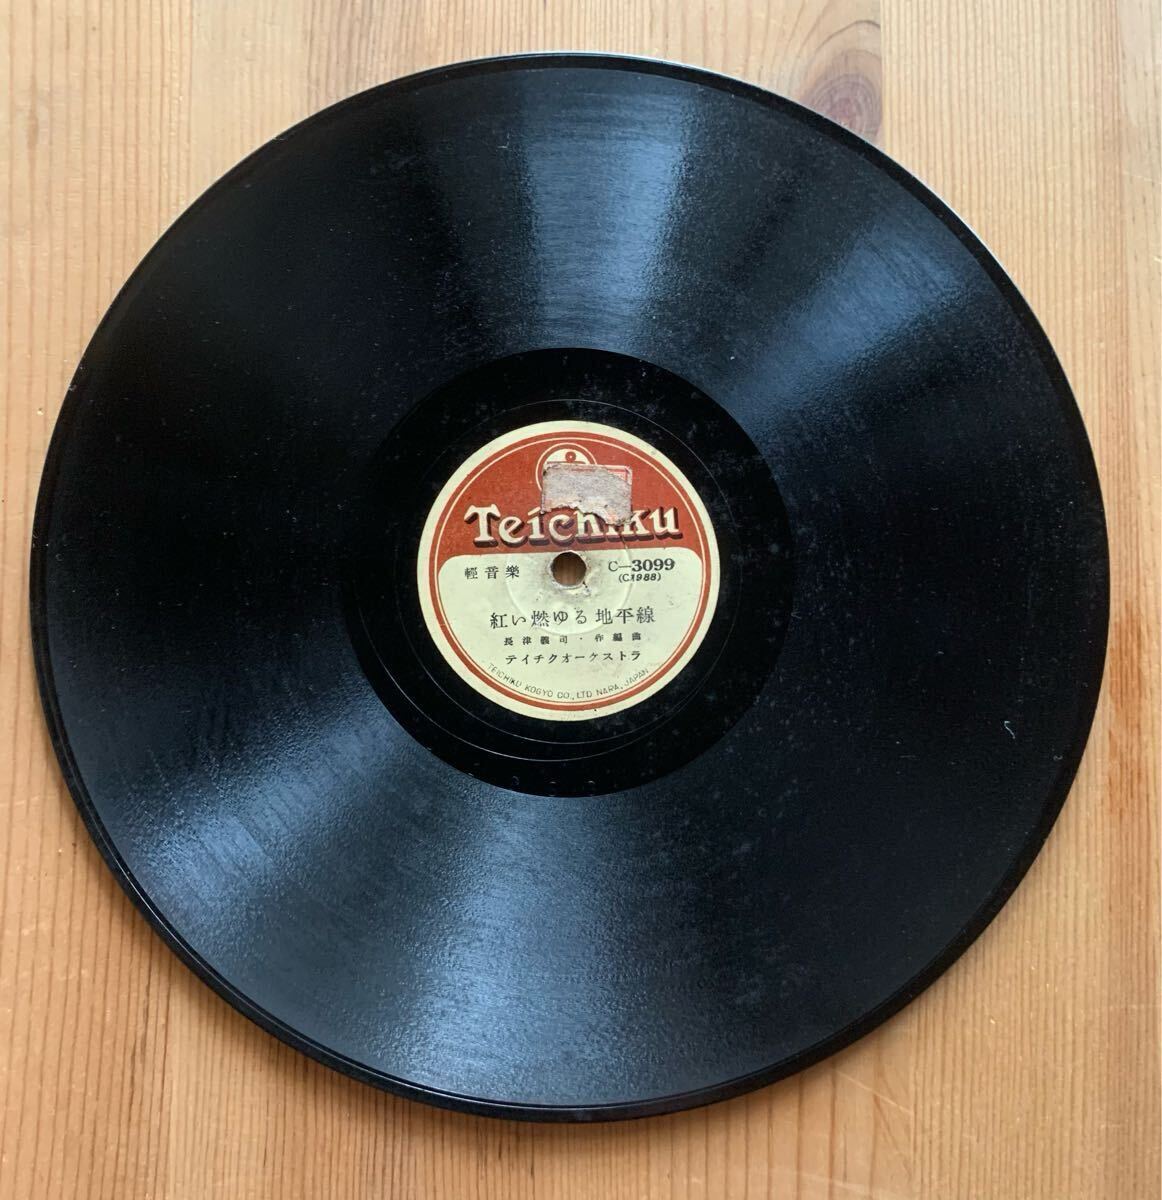 Teichiku
輕音樂
C—3099
(C1988)
紅い燃ゆる地平線
長津義司・作編曲
テイチクオーケストラ
TEICHIKU KOGYO CO., LTD NARA, JAPAN